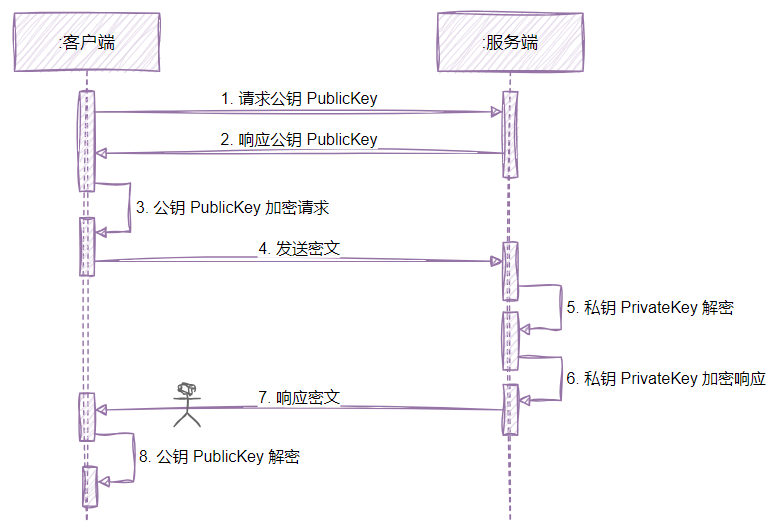 :客户端
:服务端
1. 请求公钥 PublicKey
2. 响应公钥 PublicKey
3. 公钥 PublicKey 加密请求
4. 发送密文
5. 私钥 PrivateKey 解密
6. 私钥 PrivateKey 加密响应
7. 响应密文
8. 公钥 PublicKey 解密